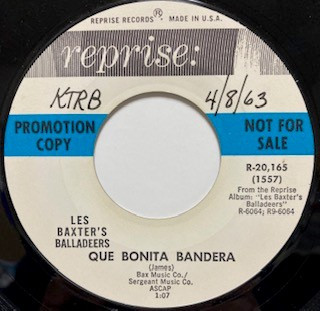 REPRISE RECORDS ® MADE IN U.S.A.
reprise:
KTRB 4/8/63
PROMOTION COPY
NOT FOR SALE
R-20,165
(1557)
From the Reprise
Album: "Les Baxter's
Balladeers"
R-6064; R9-6064
LES
BAXTER'S
BALLADEERS
QUE BONITA BANDERA
(James)
Bax Music Co./
Sergeant Music Co.
ASCAP
1:07